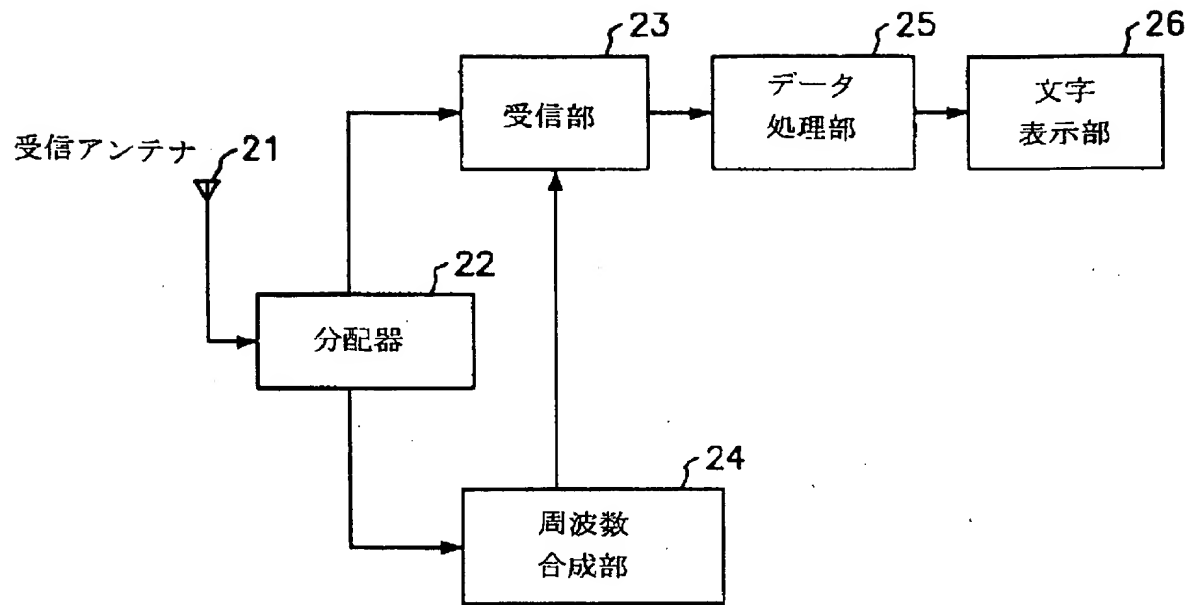 23
25
26
受信部
データ
処理部
文字
表示部
受信アンテナ
21
22
分配器
24
周波数
合成部